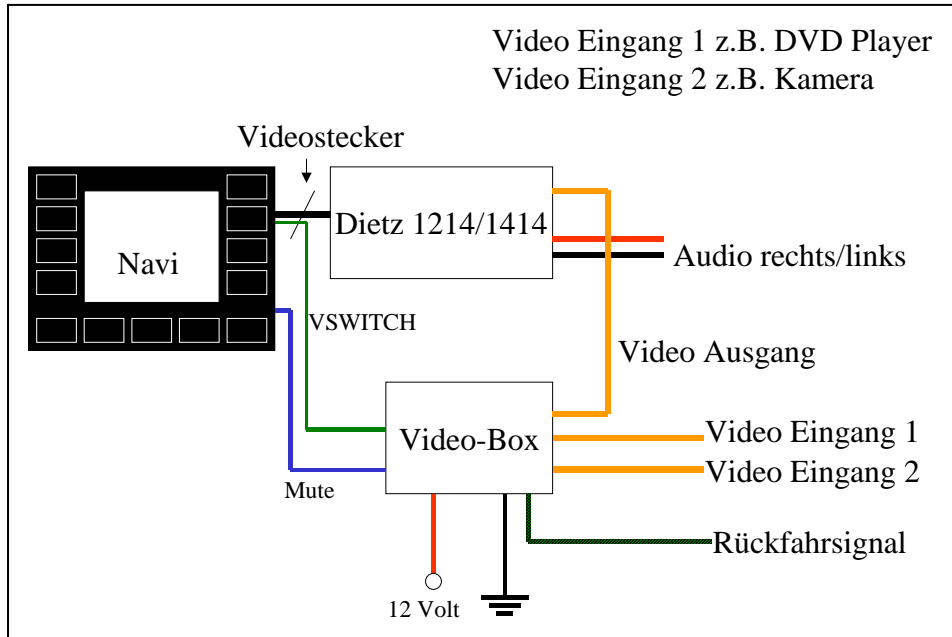 Video Eingang 1 z.B. DVD Player
Video Eingang 2 z.B. Kamera
Videostecker
Dietz 1214/1414
Navi
Audio rechts/links
VSWITCH
Video Ausgang
Video-Box
Video Eingang 1
Video Eingang 2
Mute
Rückfahrsignal
12 Volt